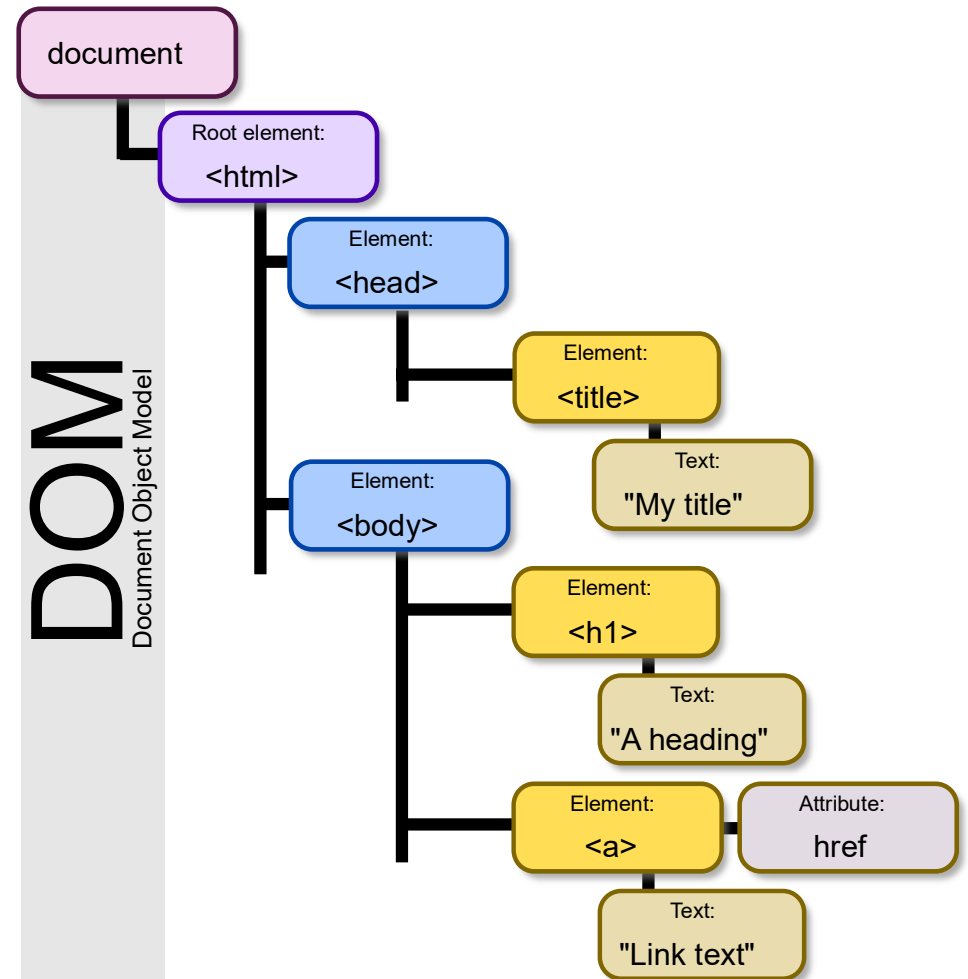 document
Root element:
<html>
Element:
<head>
Element:
<title>
Text:
"My title"
Element:
<body>
Element:
<h1>
Text:
"A heading"
Element:
<a>
Attribute:
href
Text:
"Link text"
DOM
Document Object Model